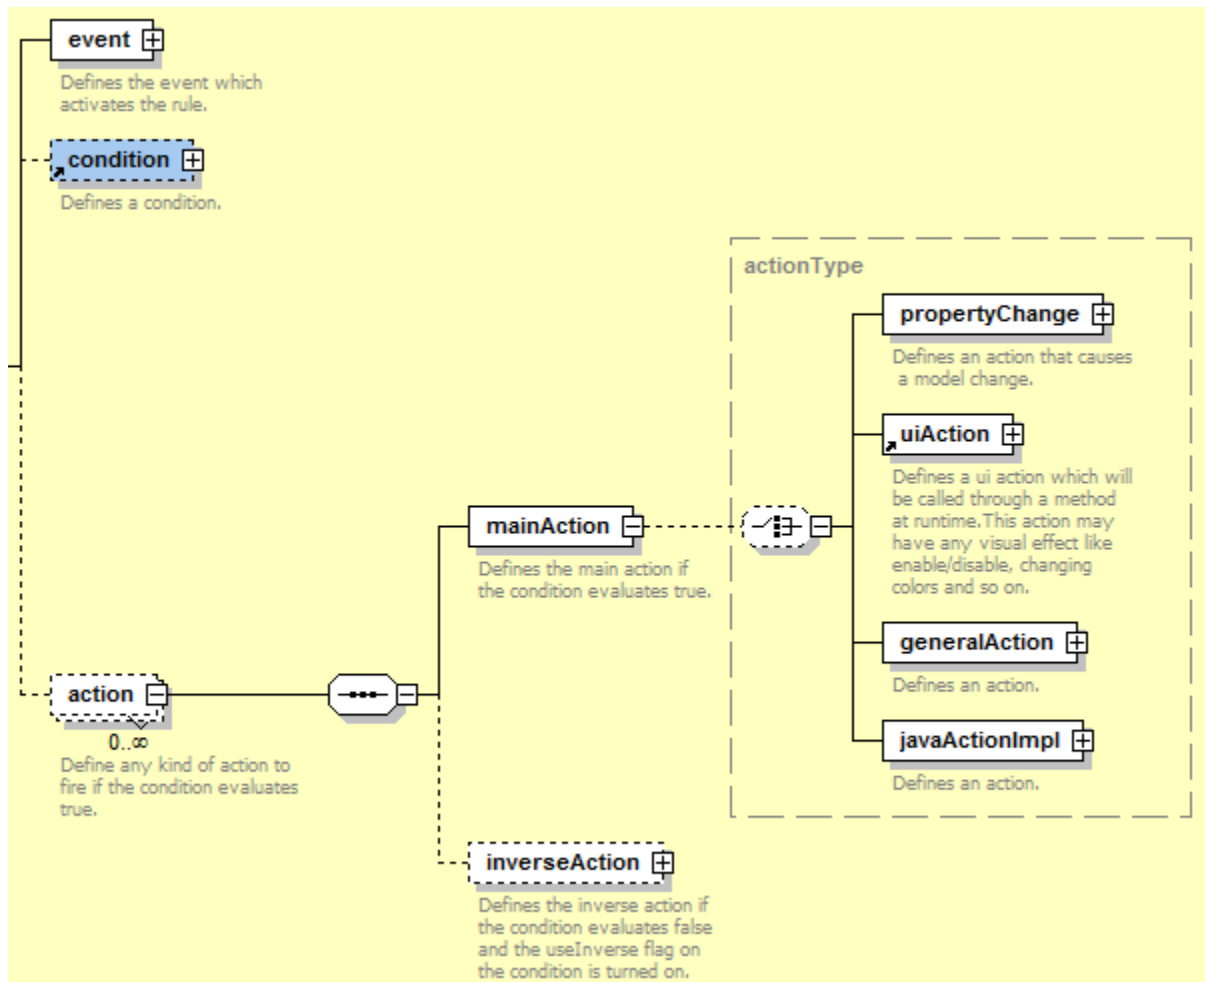 event
Defines the event which
activates the rule.
condition
Defines a condition.
actionType
propertyChange
Defines an action that causes
a model change.
uiAction
Defines a ui action which will
be called through a method
at runtime.This action may
have any visual effect like
enable/disable, changing
colors and so on.
mainAction
Defines the main action if
the condition evaluates true.
generalAction
Defines an action.
action
0..∞
Define any kind of action to
fire if the condition evaluates
true.
javaActionImpl
Defines an action.
inverseAction
Defines the inverse action if
the condition evaluates false
and the useInverse flag on
the condition is turned on.